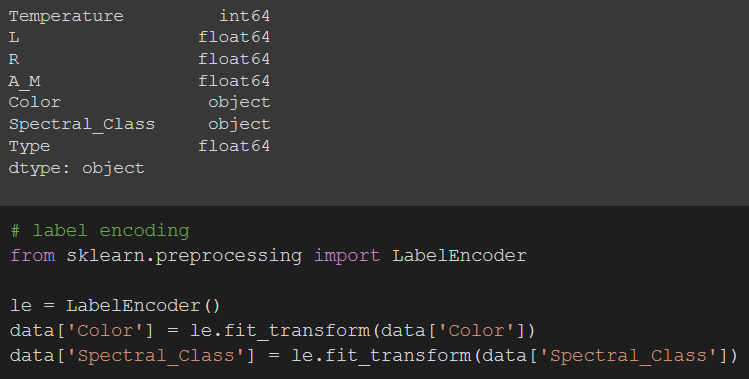 Temperature int64
L float64
R float64
A_M float64
Color object
Spectral_Class object
Type float64
dtype: object
# label encoding
from sklearn.preprocessing import LabelEncoder
le = LabelEncoder()
data['Color'] = le.fit_transform(data['Color'])
data['Spectral_Class'] = le.fit_transform(data['Spectral_Class'])